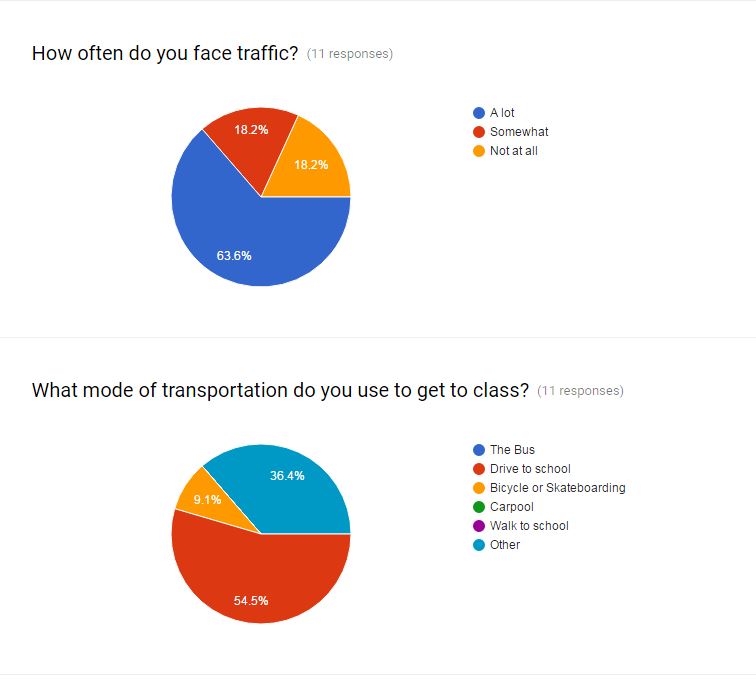 How often do you face traffic? (11 responses)
A lot
Somewhat
Not at all
18.2%
18.2%
63.6%
What mode of transportation do you use to get to class? (11 responses)
The Bus
Drive to school
Bicycle or Skateboarding
Carpool
Walk to school
Other
36.4%
9.1%
54.5%